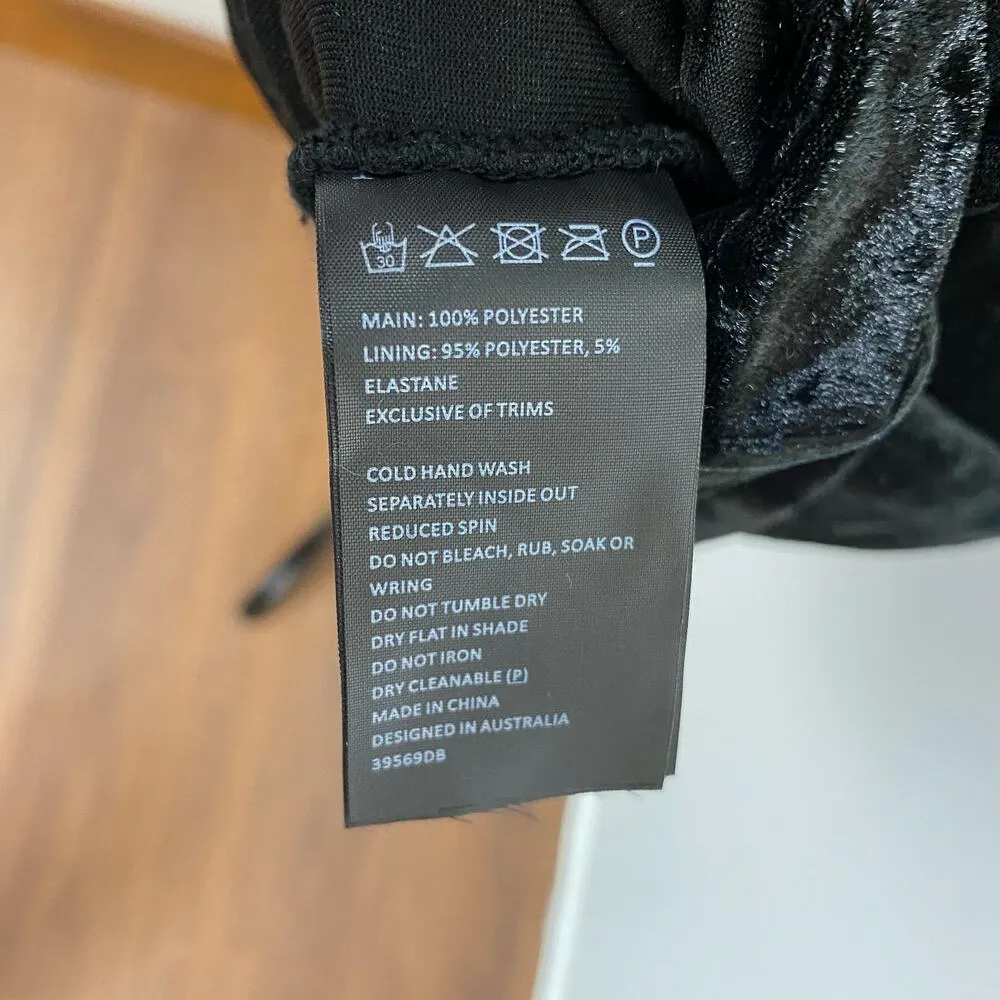 30 P
MAIN: 100% POLYESTER
LINING: 95% POLYESTER, 5%
ELASTANE
EXCLUSIVE OF TRIMS
COLD HAND WASH
SEPARATELY INSIDE OUT
REDUCED SPIN
DO NOT BLEACH, RUB, SOAK OR
WRING
DO NOT TUMBLE DRY
DRY FLAT IN SHADE
DO NOT IRON
DRY CLEANABLE (P)
MADE IN CHINA
DESIGNED IN AUSTRALIA
39569DB